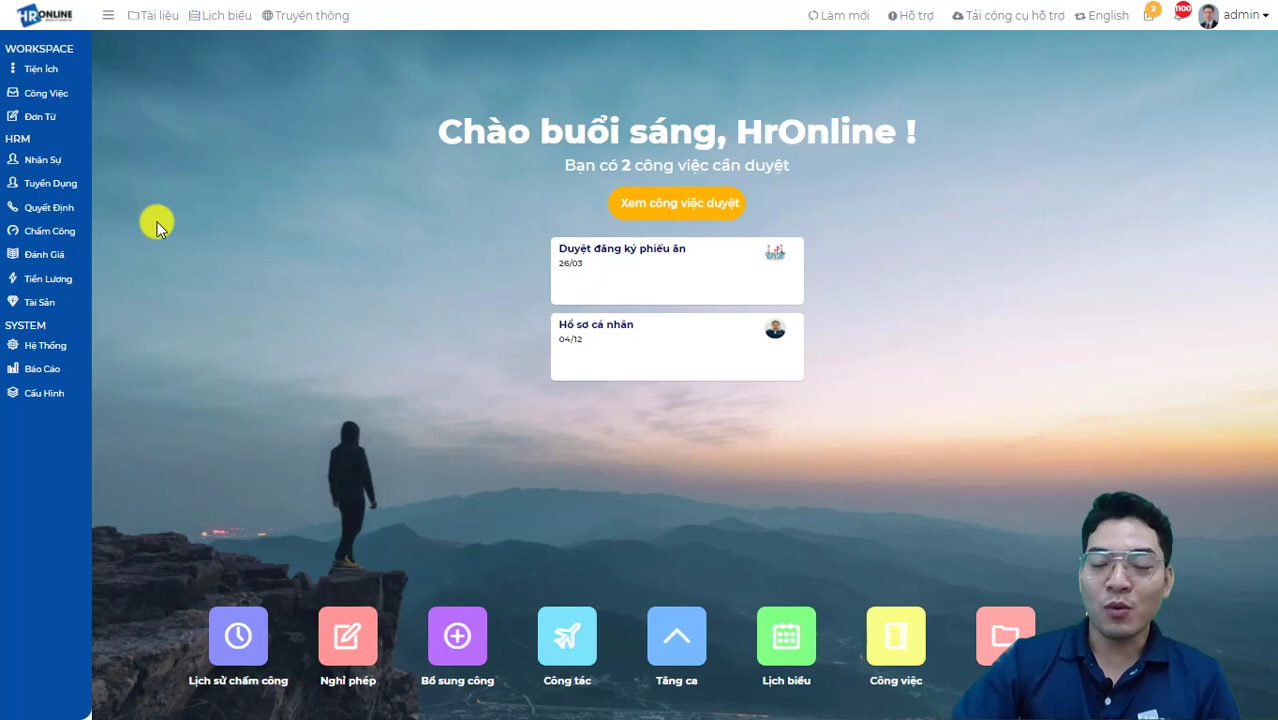 HRONLINE
Tài liệu
Lịch biểu
Truyền thông
Làm mới
Hỗ trợ
Tải công cụ hỗ trợ
English
2
1100
admin
WORKSPACE
Tiện Ích
Công Việc
Đơn Từ
HRM
Nhân Sự
Tuyển Dụng
Quyết Định
Chấm Công
Đánh Giá
Tiền Lương
Tài Sản
SYSTEM
Hệ Thống
Báo Cáo
Cấu Hình
Chào buổi sáng, HrOnline !
Bạn có 2 công việc cần duyệt
Xem công việc duyệt
Duyệt đăng ký phiếu ăn
26/03
Hồ sơ cá nhân
04/12
Lịch sử chấm công
Nghỉ phép
Bổ sung công
Công tác
Tăng ca
Lịch biểu
Công việc